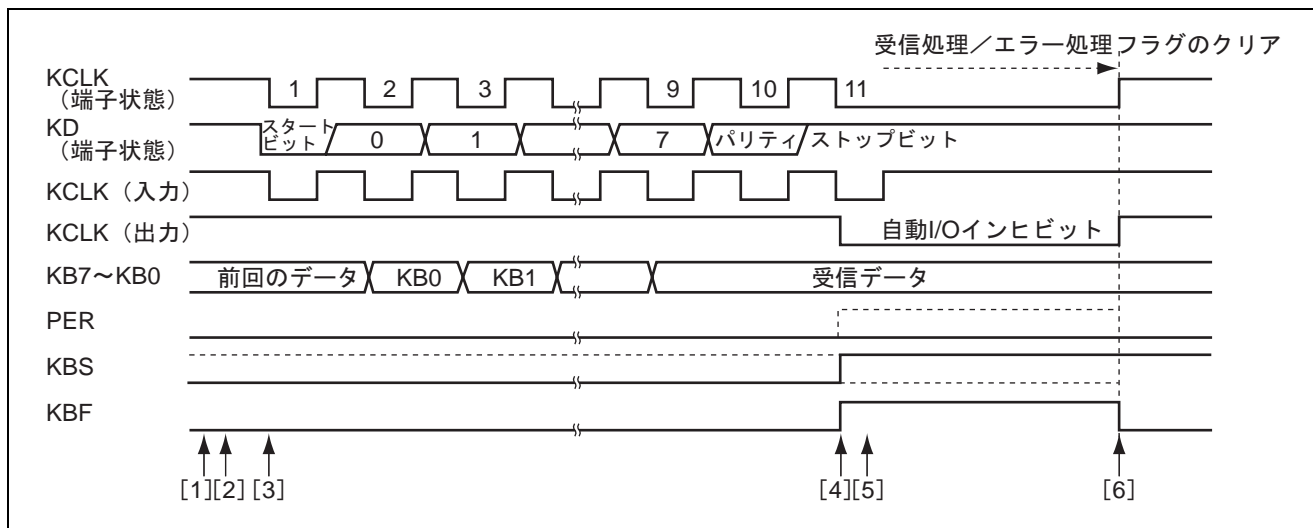 受信処理／エラー処理フラグのクリア
KCLK
（端子状態）
1 2 3 9 10 11
KD
（端子状態）
スタート
ビット
0 1 7 パリティ ストップビット
KCLK（入力）
KCLK（出力）
自動I/Oインヒビット
KB7～KB0
前回のデータ KB0 KB1 受信データ
PER
KBS
KBF
[1][2] [3] [4][5] [6]